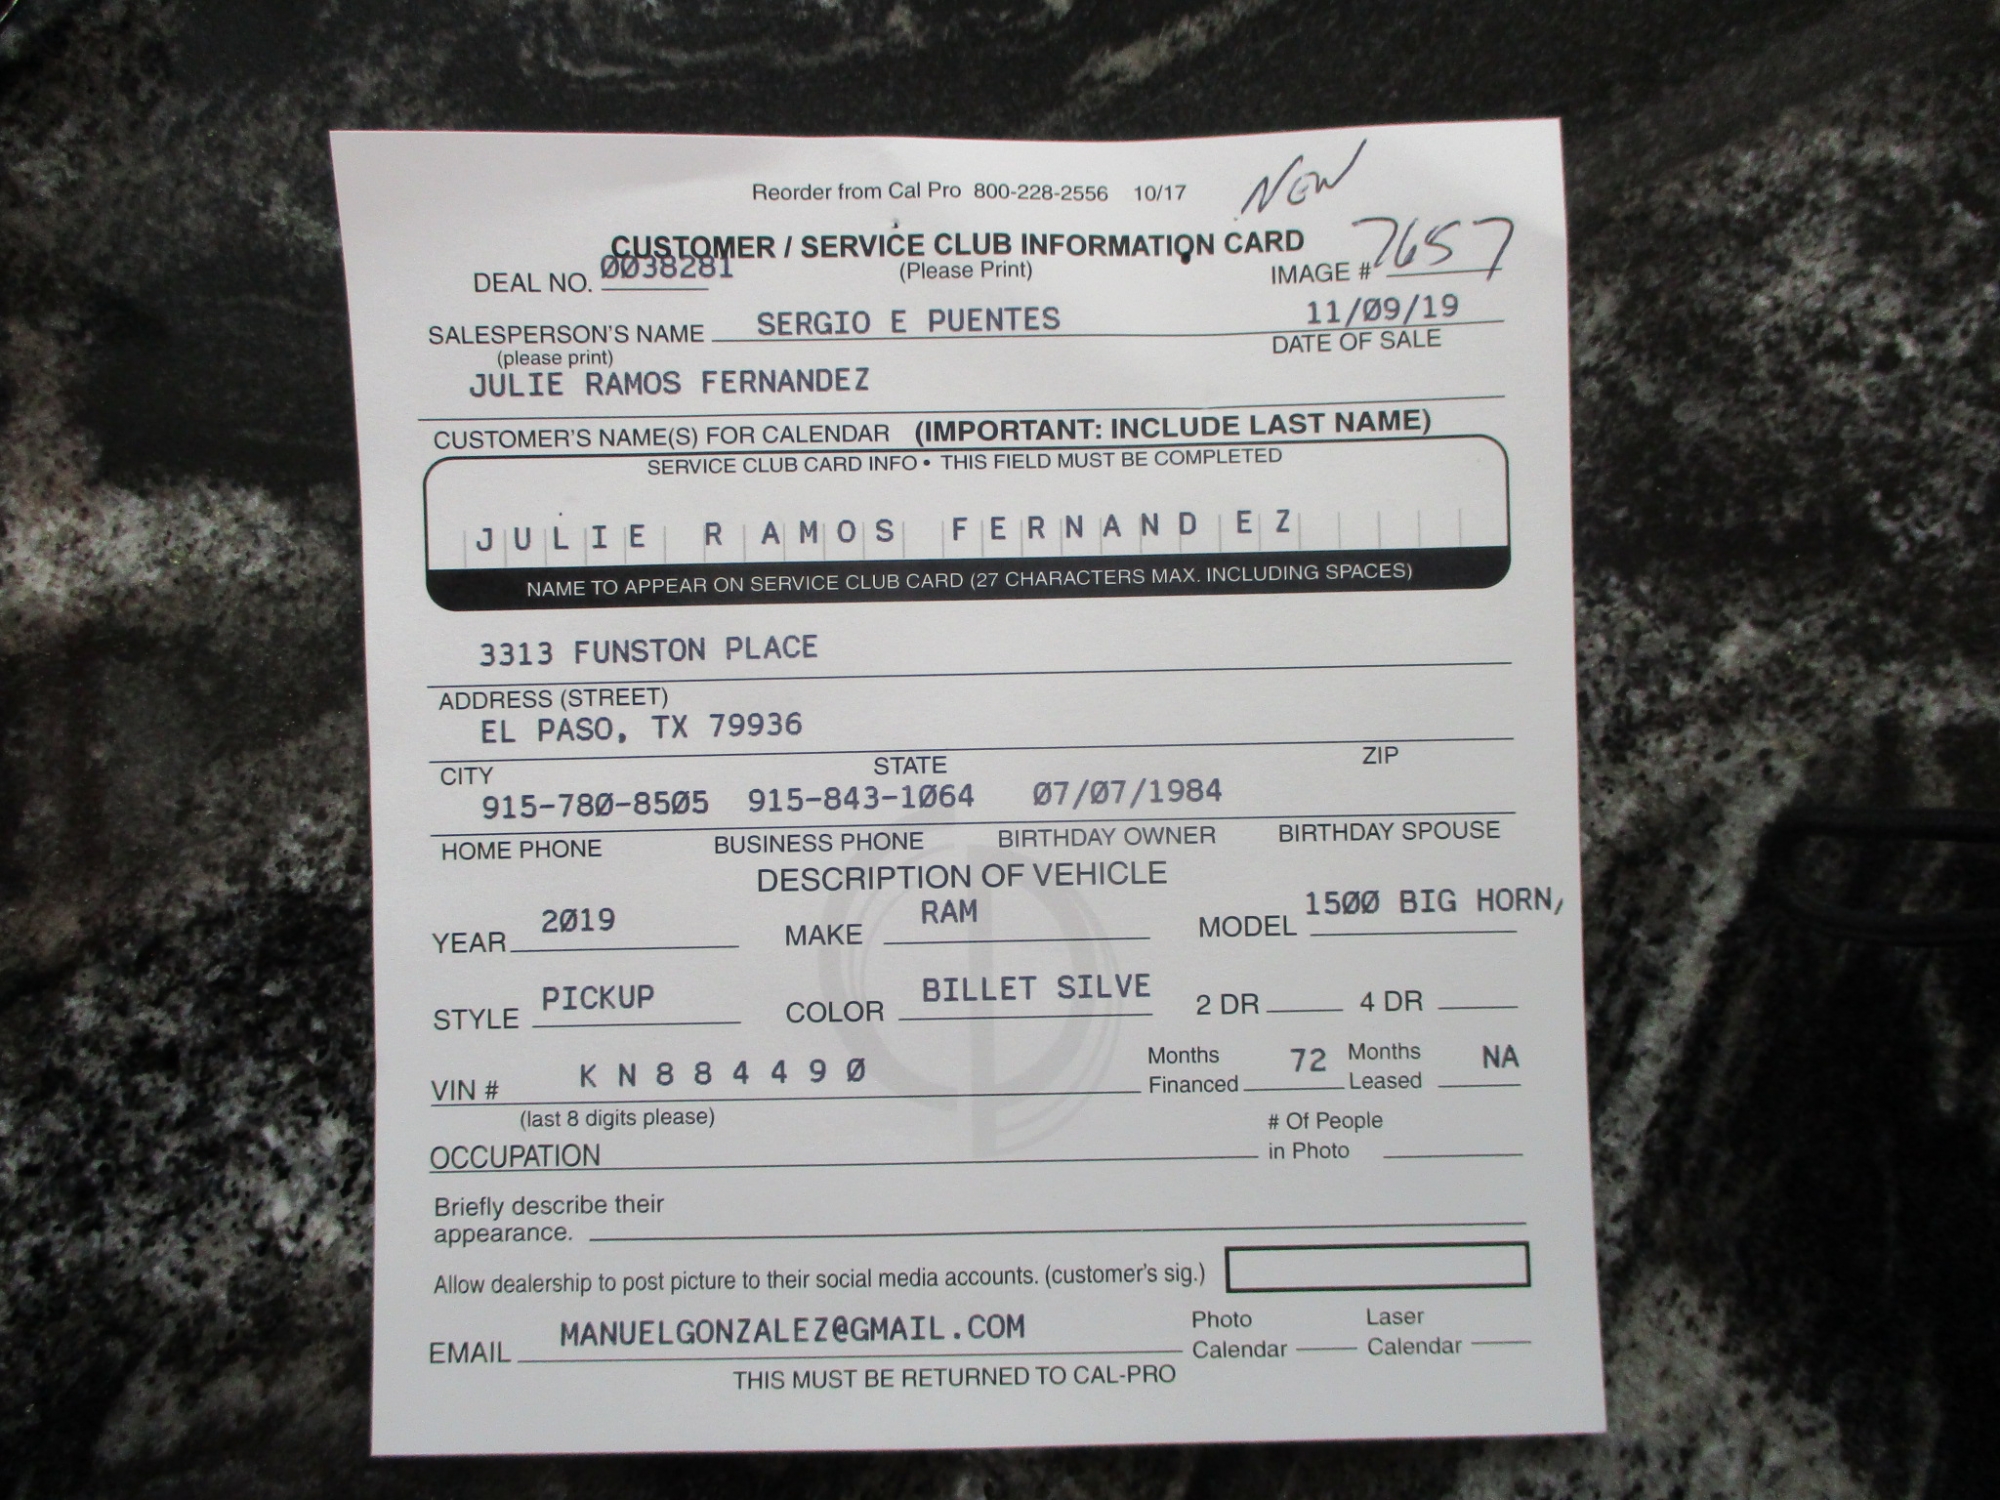 Reorder from Cal Pro 800-228-2556 10/17
NEW
CUSTOMER / SERVICE CLUB INFORMATION CARD
DEAL NO. 0038281 (Please Print) IMAGE # 7657
SALESPERSON'S NAME SERGIO E PUENTES 11/09/19
(please print) DATE OF SALE
JULIE RAMOS FERNANDEZ
CUSTOMER'S NAME(S) FOR CALENDAR (IMPORTANT: INCLUDE LAST NAME)
SERVICE CLUB CARD INFO • THIS FIELD MUST BE COMPLETED
JULIE RAMOS FERNANDEZ
NAME TO APPEAR ON SERVICE CLUB CARD (27 CHARACTERS MAX. INCLUDING SPACES)
3313 FUNSTON PLACE
ADDRESS (STREET)
EL PASO, TX 79936
CITY STATE ZIP
915-780-8505 915-843-1064 07/07/1984
HOME PHONE BUSINESS PHONE BIRTHDAY OWNER BIRTHDAY SPOUSE
DESCRIPTION OF VEHICLE
YEAR 2019 MAKE RAM MODEL 1500 BIG HORN,
STYLE PICKUP COLOR BILLET SILVE 2 DR 4 DR
VIN # K N 8 8 4 4 9 0 Months Financed 72 Months Leased NA
(last 8 digits please)
OCCUPATION # Of People in Photo
Briefly describe their
appearance.
Allow dealership to post picture to their social media accounts. (customer's sig.)
EMAIL MANUELGONZALEZ@GMAIL.COM Photo Calendar Laser Calendar
THIS MUST BE RETURNED TO CAL-PRO